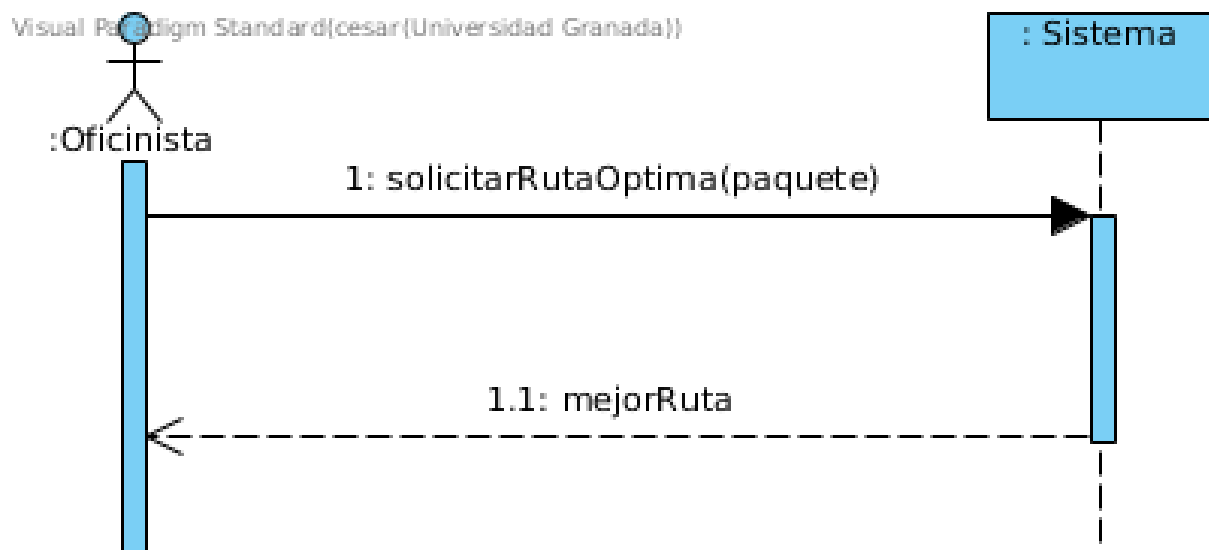 Visual Paradigm Standard(cesar(Universidad Granada))
: Sistema
:Oficinista
1: solicitarRutaOptima(paquete)
1.1: mejorRuta